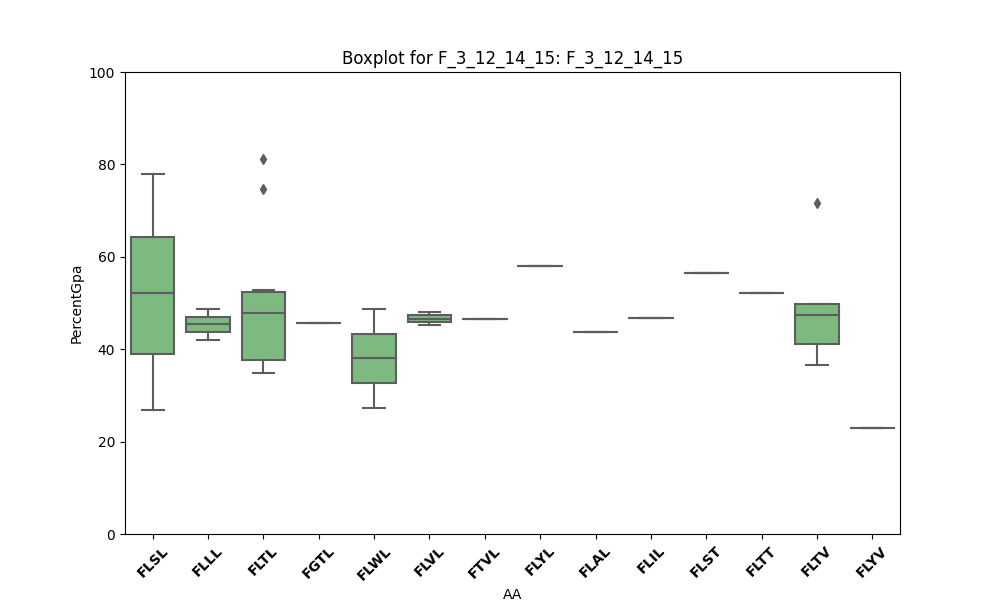 Boxplot for F_3_12_14_15: F_3_12_14_15
100
80
60
40
20
0
PercentGpa
FLSL
FLLL
FLTL
FGTL
FLWL
FLVL
FTVL
FLYL
FLAL
FLIL
FLST
FLTT
FLTV
FLYV
AA